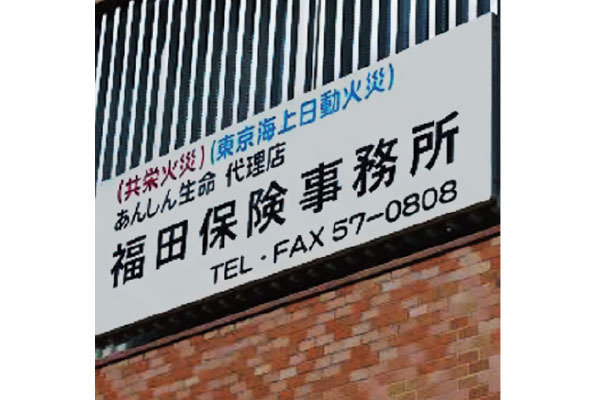 (共栄火災)(東京海上日動火災)
あんしん生命 代理店
福田保険事務所
TEL・FAX 57-0808